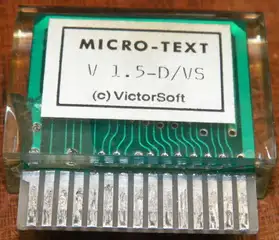 MICRO-TEXT
V 1.5-D/VS
(c) VictorSoft